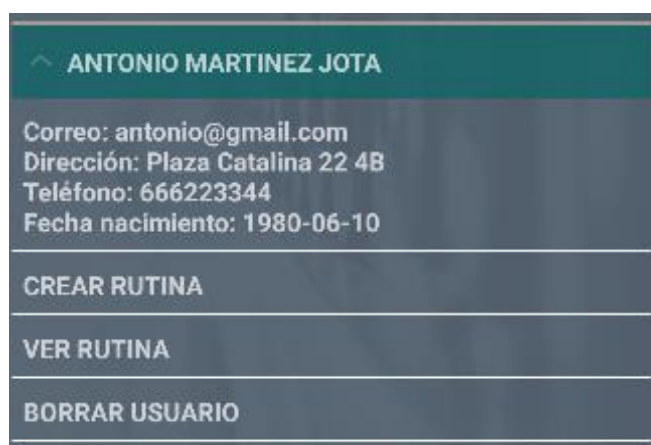 ANTONIO MARTINEZ JOTA
Correo: antonio@gmail.com
Dirección: Plaza Catalina 22 4B
Teléfono: 666223344
Fecha nacimiento: 1980-06-10
CREAR RUTINA
VER RUTINA
BORRAR USUARIO